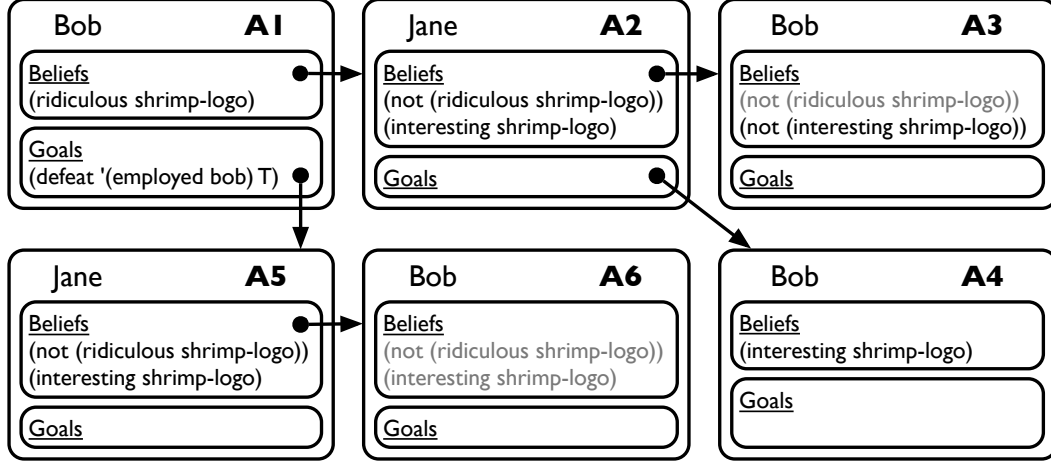 Bob A1
Beliefs
(ridiculous shrimp-logo)
Goals
(defeat '(employed bob) T)
Jane A2
Beliefs
(not (ridiculous shrimp-logo))
(interesting shrimp-logo)
Goals
Bob A3
Beliefs
(not (ridiculous shrimp-logo))
(not (interesting shrimp-logo))
Goals
Jane A5
Beliefs
(not (ridiculous shrimp-logo))
(interesting shrimp-logo)
Goals
Bob A6
Beliefs
(not (ridiculous shrimp-logo))
(interesting shrimp-logo)
Goals
Bob A4
Beliefs
(interesting shrimp-logo)
Goals